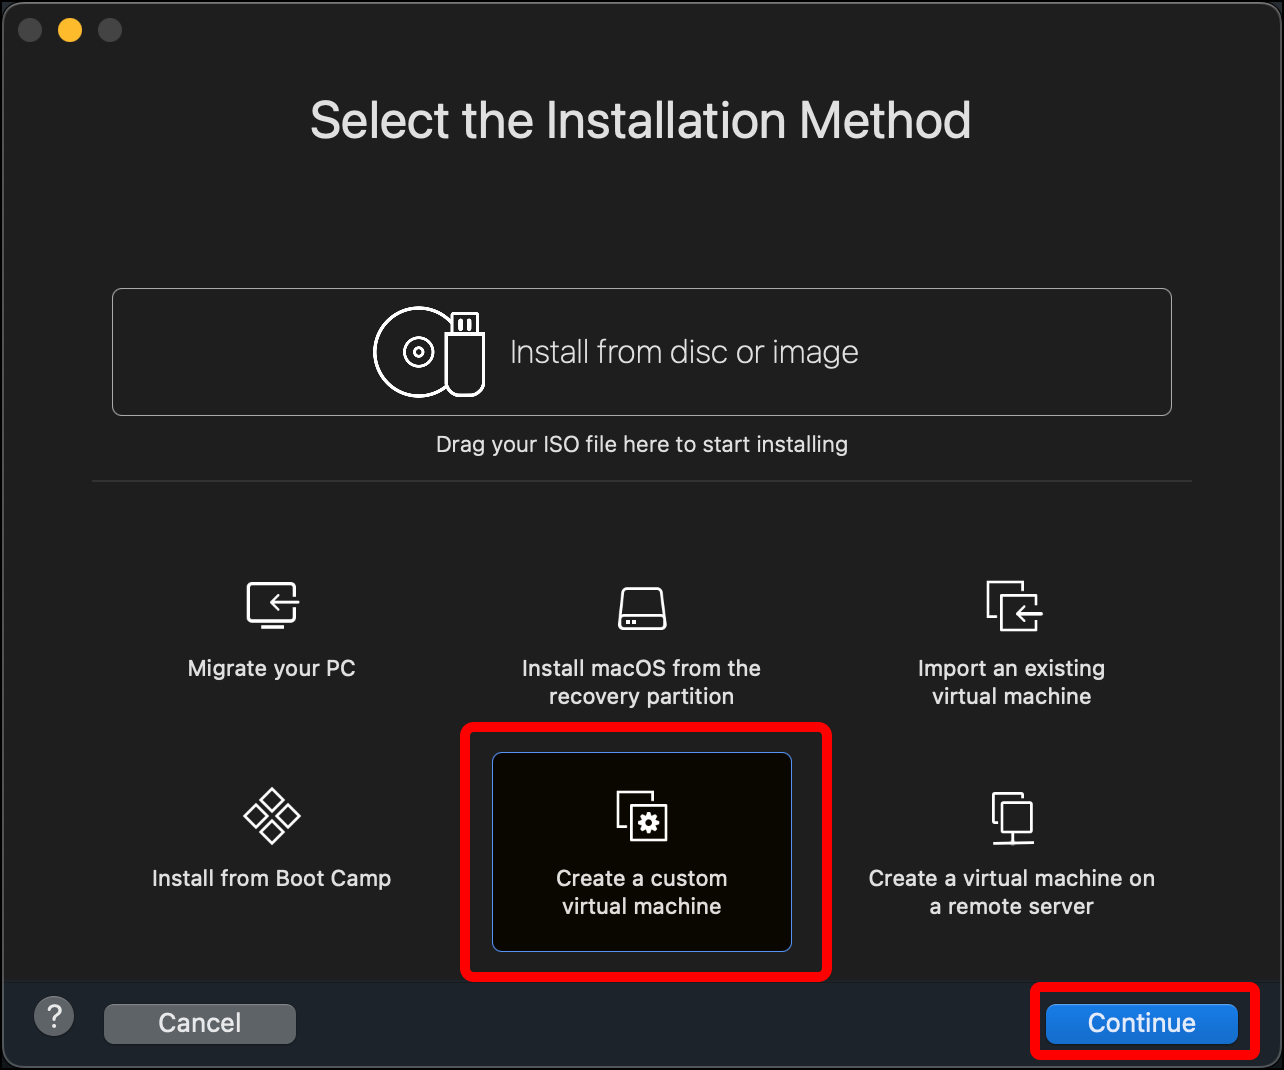 Select the Installation Method
Install from disc or image
Drag your ISO file here to start installing
Migrate your PC
Install macOS from the
recovery partition
Import an existing
virtual machine
Install from Boot Camp
Create a custom
virtual machine
Create a virtual machine on
a remote server
?
Cancel
Continue